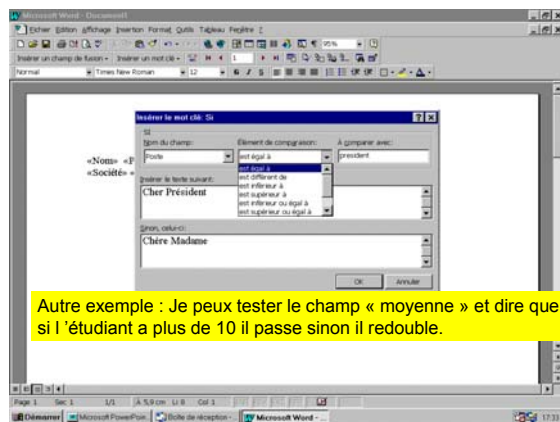 Microsoft Word - Document1
Fichier Edition Affichage Insertion Format Outils Tableau Fenêtre ?
95%
Insérer un champ de fusion Insérer un mot clé 1
Normal Times New Roman 12 G I S
Insérer le mot clé: Si
SI
Nom du champ: Élément de comparaison: À comparer avec:
Poste est égal à president
est égal à
est différent de
est inférieur à
est supérieur à
est inférieur ou égal à
est supérieur ou égal à
«Nom»
«Société»
Insérer le texte suivant:
Cher Président
Sinon, celui-ci:
Chère Madame
OK Annuler
Autre exemple : Je peux tester le champ « moyenne » et dire que
si l ’étudiant a plus de 10 il passe sinon il redouble.
Page 1 Sec 1 1/1 À 5,9 cm Li 8 Col 1
Démarrer Microsoft PowerPoin... Boîte de réception -... Microsoft Word - ... 17:33